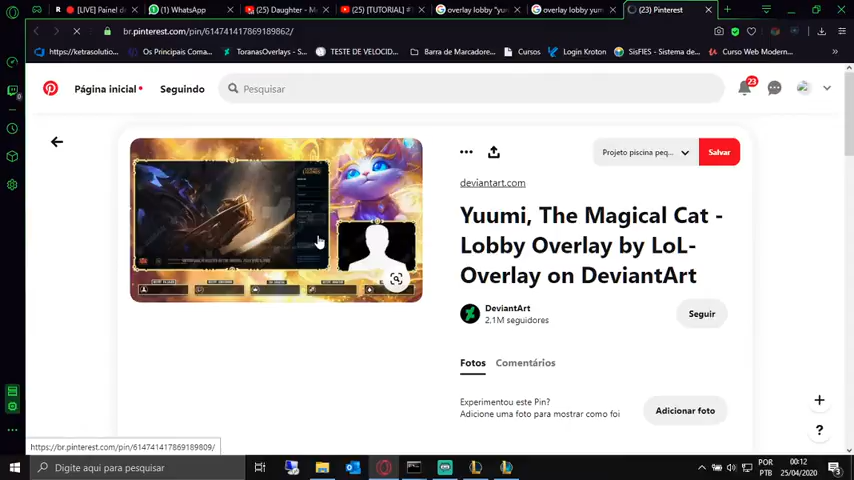 [LIVE] Painel de
(1) WhatsApp
(25) Daughter - M
(25) [TUTORIAL] #
overlay lobby "yu
overlay lobby yum
(23) Pinterest
br.pinterest.com/pin/614741417869189862/
https://ketrasolutio...
Os Principais Coma...
ToranasOverlays - S...
TESTE DE VELOCID...
Barra de Marcadore...
Cursos
Login Kroton
SisFIES - Sistema de...
Curso Web Modern...
Página inicial
Seguindo
Pesquisar
23
Projeto piscina peq...
Salvar
deviantart.com
Yuumi, The Magical Cat -
Lobby Overlay by LoL-
Overlay on DeviantArt
DeviantArt
2,1M seguidores
Seguir
Fotos
Comentários
Experimentou este Pin?
Adicione uma foto para mostrar como foi
Adicionar foto
+
?
https://br.pinterest.com/pin/614741417869189809/
Digite aqui para pesquisar
POR
PTB
00:12
25/04/2020
3